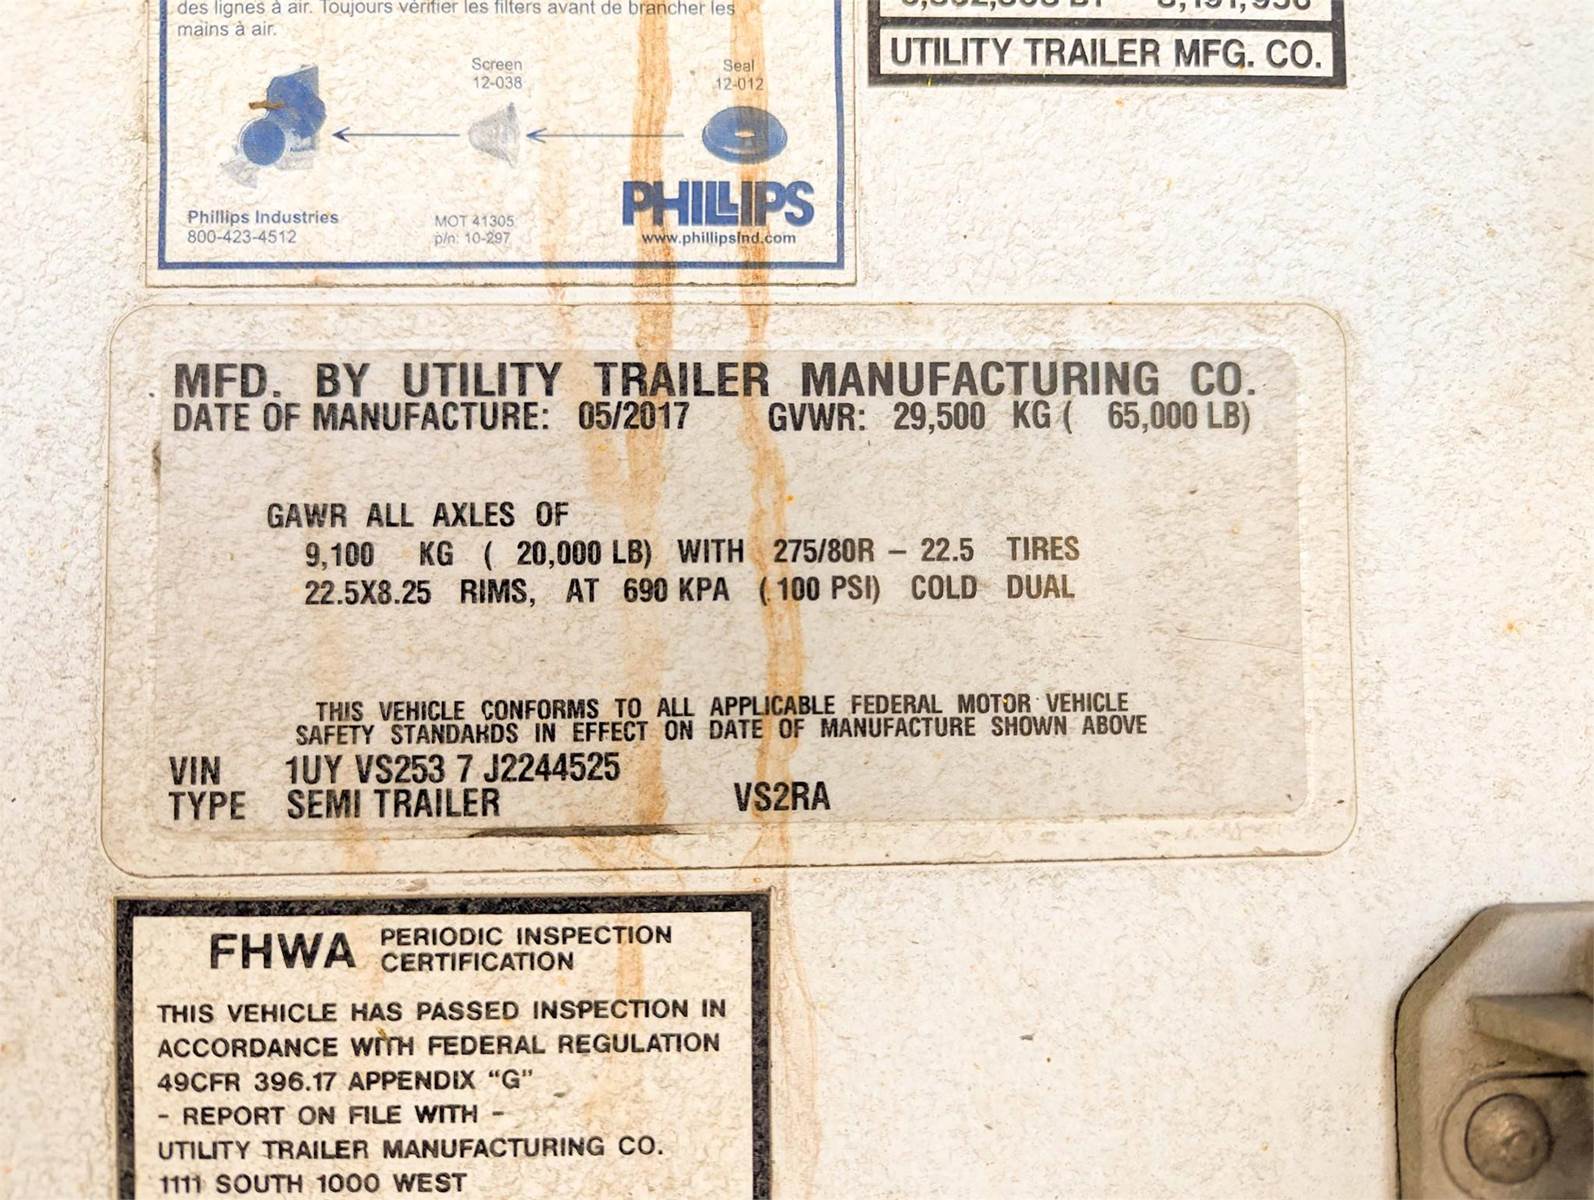 des lignes à air. Toujours vérifier les filters avant de brancher les
mains à air.
Screen
12-038
Seal
12-012
Phillips Industries
800-423-4512
MOT 41305
p/n: 10-297
PHILLIPS
www.phillipsind.com
UTILITY TRAILER MFG. CO.
MFD. BY UTILITY TRAILER MANUFACTURING CO.
DATE OF MANUFACTURE: 05/2017 GVWR: 29,500 KG ( 65,000 LB)
GAWR ALL AXLES OF
9,100 KG ( 20,000 LB) WITH 275/80R – 22.5 TIRES
22.5X8.25 RIMS, AT 690 KPA ( 100 PSI) COLD DUAL
THIS VEHICLE CONFORMS TO ALL APPLICABLE FEDERAL MOTOR VEHICLE
SAFETY STANDARDS IN EFFECT ON DATE OF MANUFACTURE SHOWN ABOVE
VIN 1UY VS253 7 J2244525
TYPE SEMI TRAILER VS2RA
FHWA PERIODIC INSPECTION
CERTIFICATION
THIS VEHICLE HAS PASSED INSPECTION IN
ACCORDANCE WITH FEDERAL REGULATION
49CFR 396.17 APPENDIX “G”
- REPORT ON FILE WITH -
UTILITY TRAILER MANUFACTURING CO.
1111 SOUTH 1000 WEST